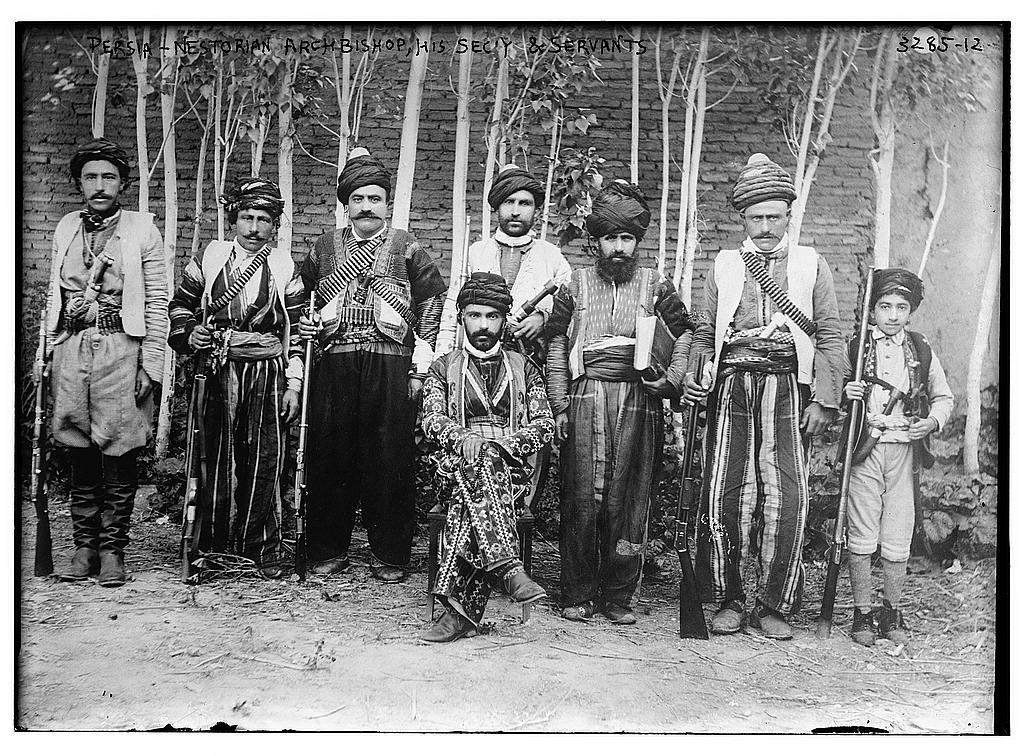 PERSIA - NESTORIAN ARCHBISHOP, HIS SEC'Y & SERVANTS 3285-12